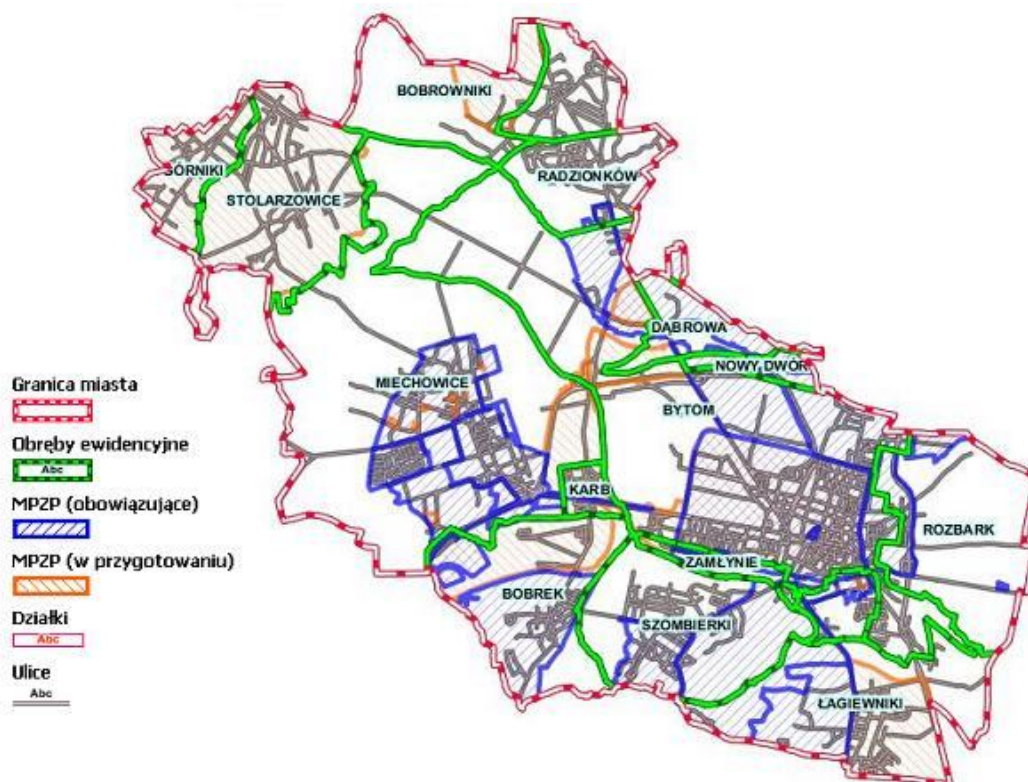 BOBROWNIKI
GÓRNIKI
STOLARZOWICE
RADZIONKÓW
DĄBROWA
NOWY DWÓR
MIECHOWICE
BYTOM
KARB
ROZBARK
ZAMŁYNIE
BOBREK
SZOMBIERKI
ŁAGIEWNIKI
Granica miasta
Obręby ewidencyjne
Abc
MPZP (obowiązujące)
MPZP (w przygotowaniu)
Działki
Abc
Ulice
Abc